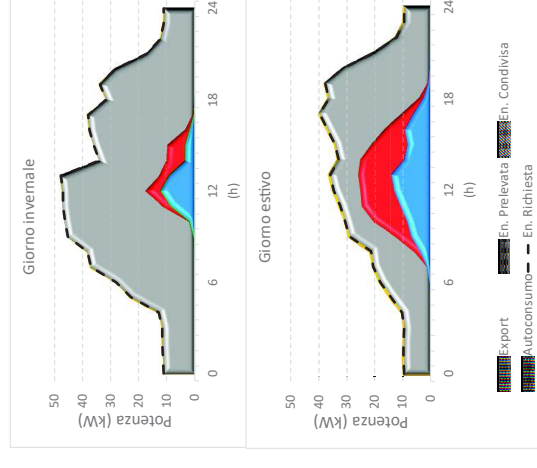 Giorno invernale
Potenza (kW)
50
40
30
20
10
0
0
6
12
18
24
(h)
Giorno estivo
Potenza (kW)
50
40
30
20
10
0
0
6
12
18
24
(h)
Export
En. Prelevata
En. Condivisa
Autoconsumo
En. Richiesta